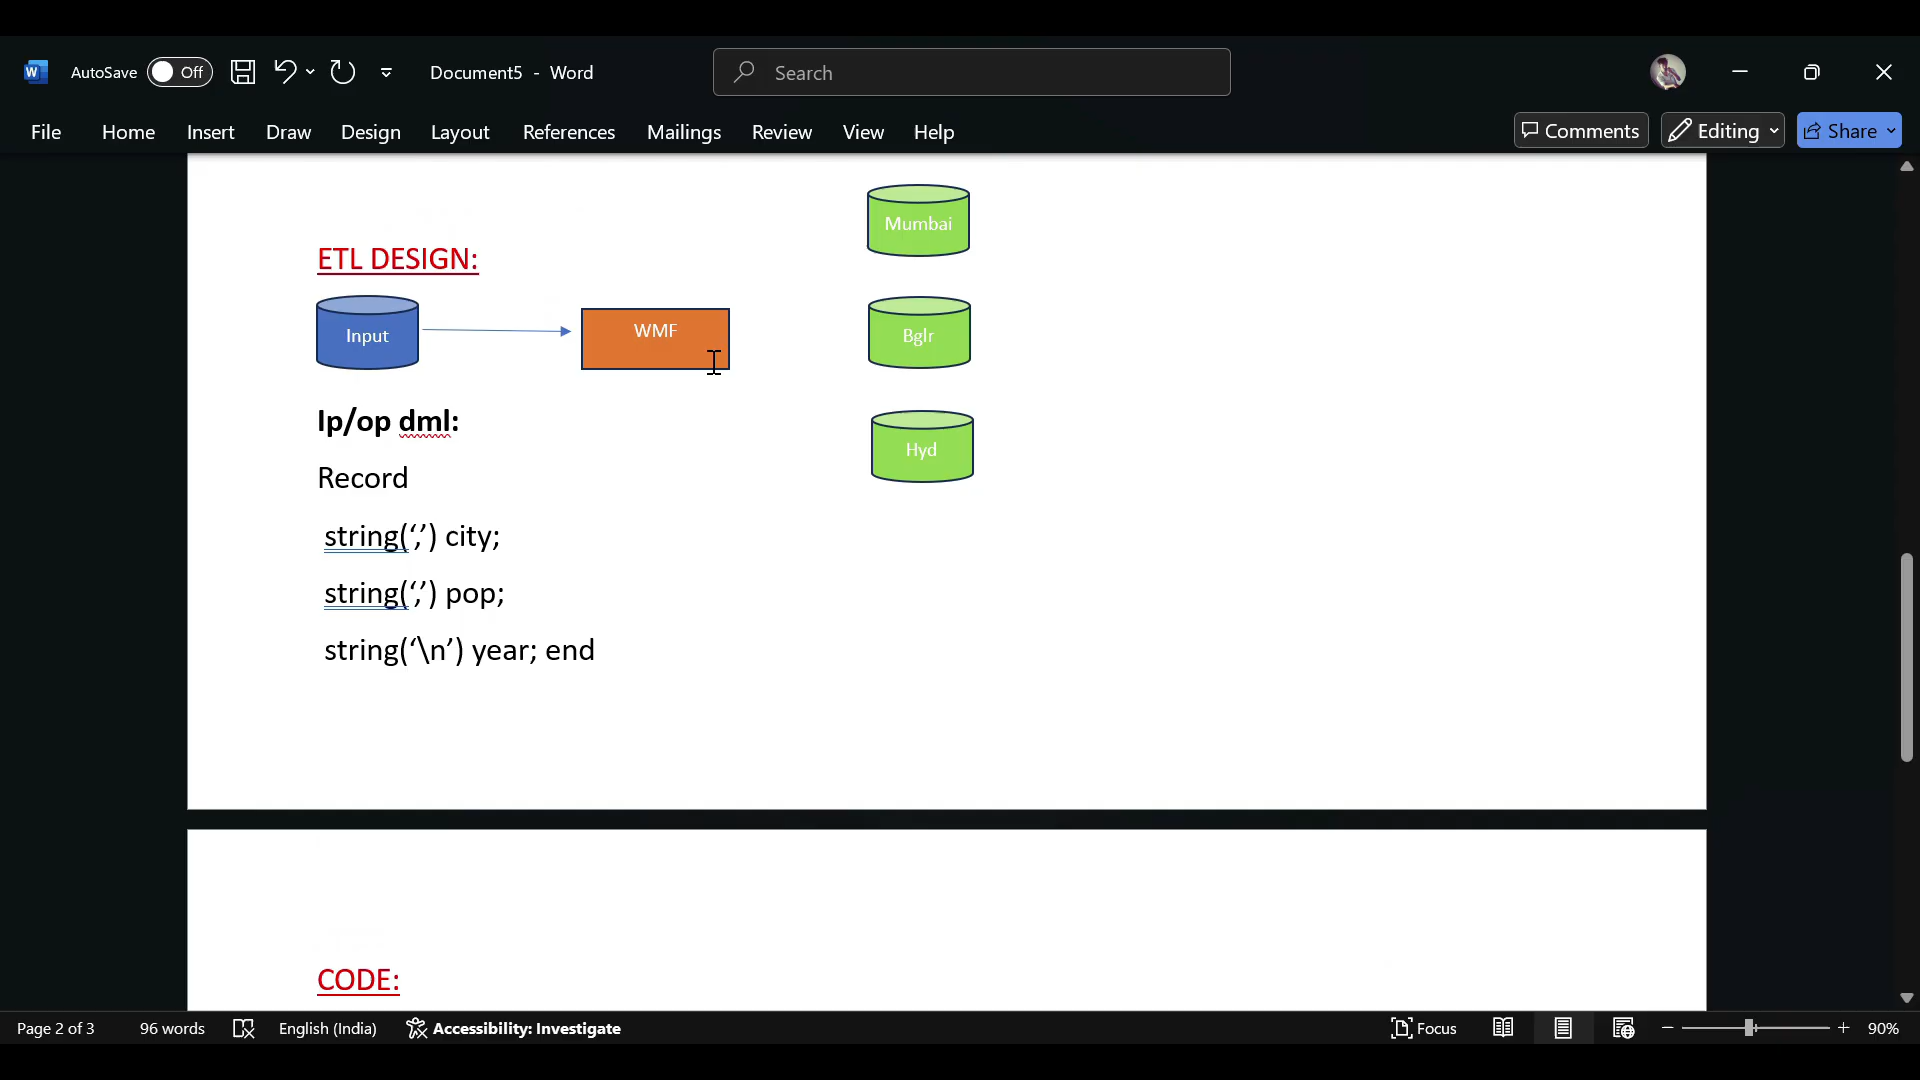 AutoSave Off Document5 - Word Search
File Home Insert Draw Design Layout References Mailings Review View Help Comments Editing Share
Mumbai
ETL DESIGN:
Input WMF Bglr
Ip/op dml:
Hyd
Record
string(‘,’) city;
string(‘,’) pop;
string(‘\n’) year; end
CODE:
Page 2 of 3 96 words English (India) Accessibility: Investigate Focus 90%